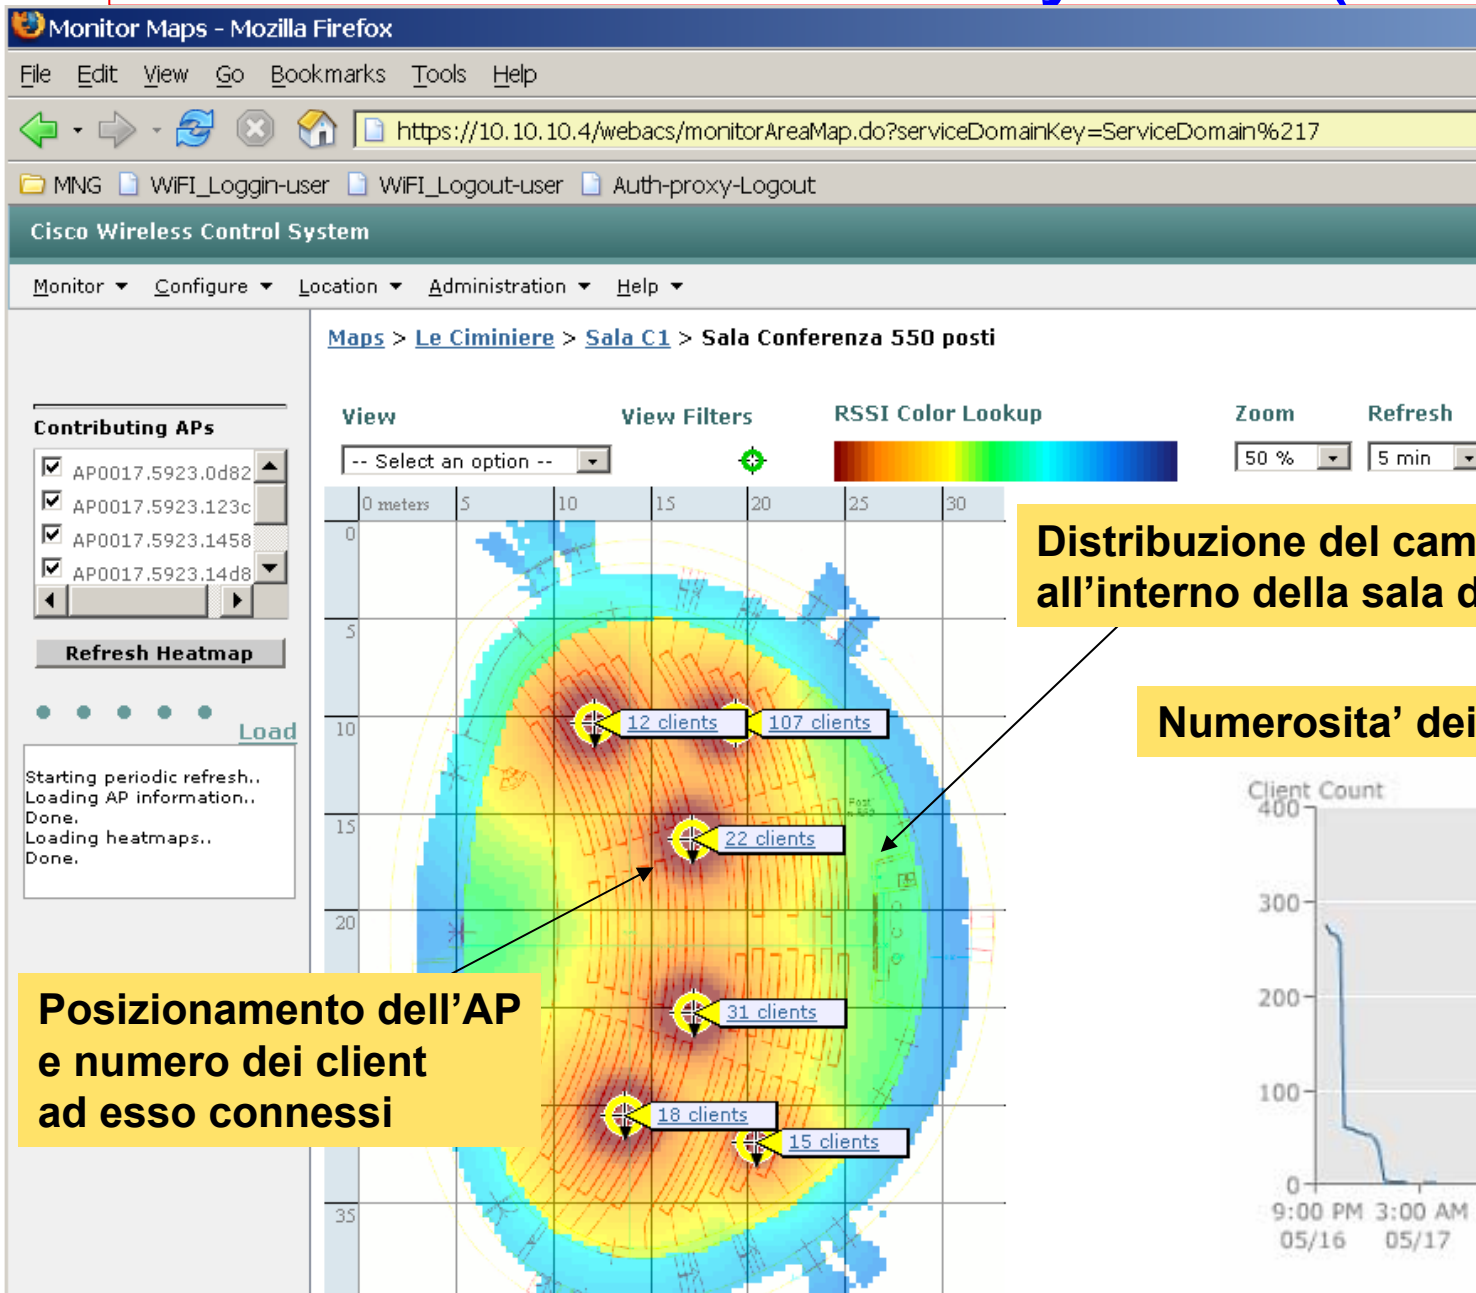 Monitor Maps - Mozilla Firefox
File Edit View Go Bookmarks Tools Help
https://10.10.10.4/webacs/monitorAreaMap.do?serviceDomainKey=ServiceDomain%217
MNG WiFI_Loggin-user WiFI_Logout-user Auth-proxy-Logout
Cisco Wireless Control System
Monitor Configure Location Administration Help
Maps > Le Ciminiere > Sala C1 > Sala Conferenza 550 posti
Contributing APs
AP0017.5923.0d82
AP0017.5923.123c
AP0017.5923.1458
AP0017.5923.14d8
Refresh Heatmap
Load
Starting periodic refresh..
Loading AP information..
Done.
Loading heatmaps..
Done.
View View Filters RSSI Color Lookup Zoom Refresh
-- Select an option -- 50 % 5 min
0 meters 5 10 15 20 25 30
0
5
10
15
20
35
12 clients
107 clients
22 clients
31 clients
18 clients
15 clients
Distribuzione del cam
all’interno della sala d
Numerosita’ dei
Posizionamento dell’AP
e numero dei client
ad esso connessi
Client Count
400
300
200
100
0
9:00 PM 3:00 AM
05/16 05/17